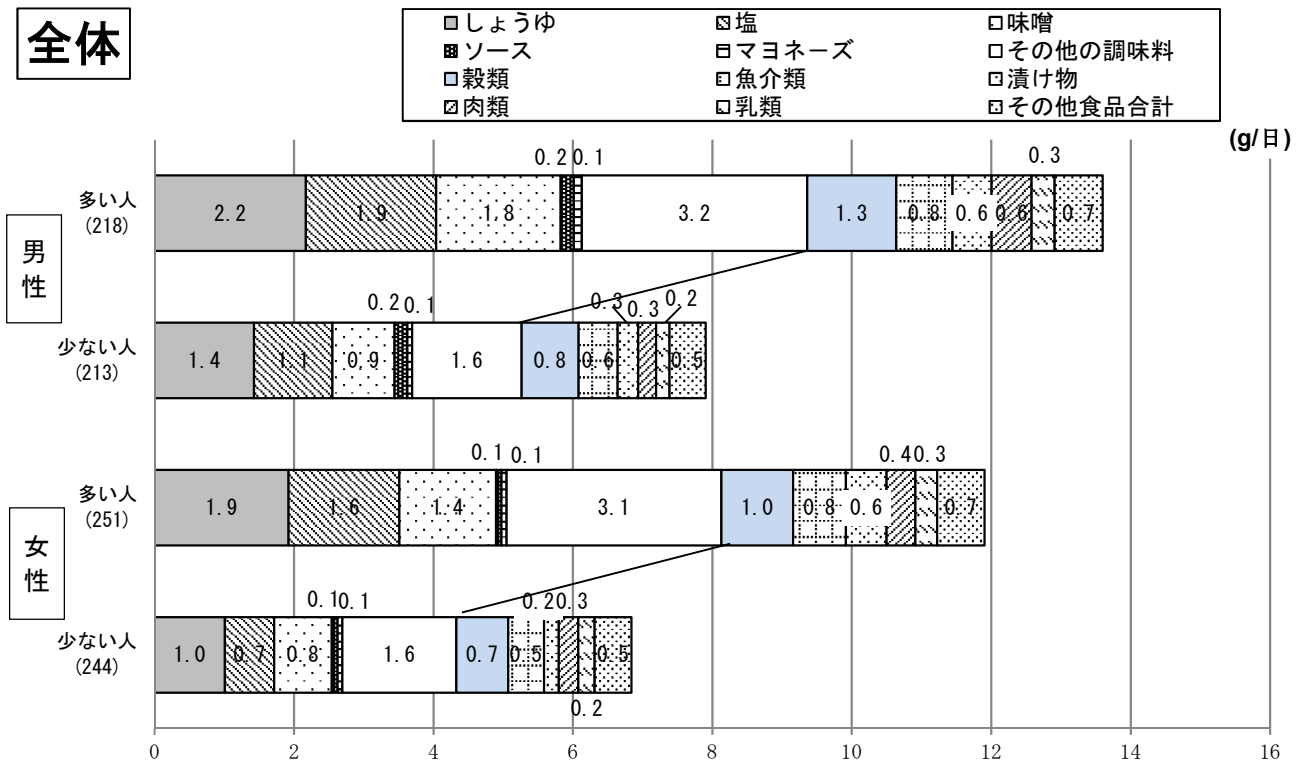 全体
しょうゆ 塩 味噌
ソース マヨネーズ その他の調味料
穀類 魚介類 漬け物
肉類 乳類 その他食品合計
(g/日)
0.2 0.1 0.3
男性
多い人
(218)
2.2 1.9 1.8 3.2 1.3 0.8 0.6 0.6 0.7
0.2 0.1 0.3 0.3 0.2
少ない人
(213)
1.4 1.1 0.9 1.6 0.8 0.6 0.5
0.1 0.1 0.4 0.3
女性
多い人
(251)
1.9 1.6 1.4 3.1 1.0 0.8 0.6 0.7
0.1 0.1 0.2 0.3
少ない人
(244)
1.0 0.7 0.8 1.6 0.7 0.5 0.5
0.2
0 2 4 6 8 10 12 14 16